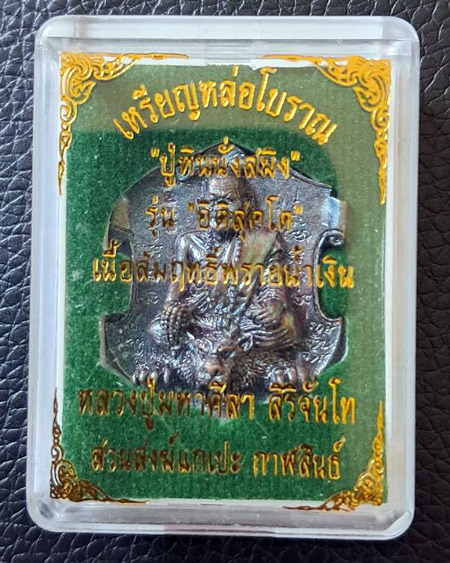 เหรียญหล่อโบราณ
"ปู่ทิมนั่งสมิง"
รุ่น "อิติสุคโต"
เนื้อสัมฤทธิ์พรายน้ำเงิน
หลวงปู่มหาศิลา สิริจันโท
สวนสงฆ์แกเปะ กาฬสินธุ์